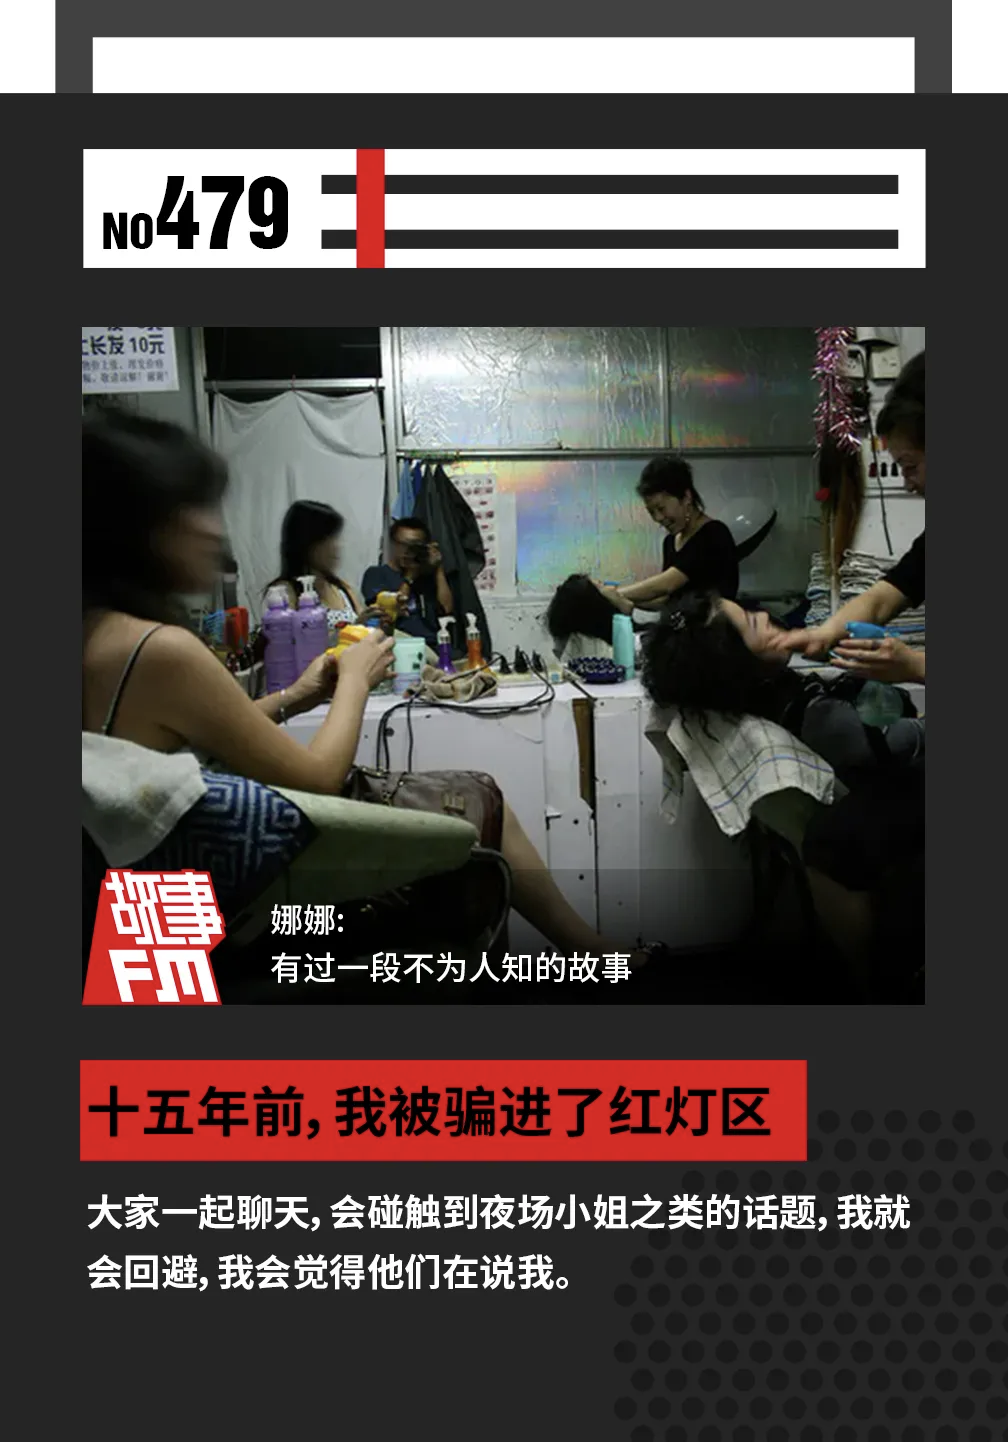 NO479
上长发 10元
故事
FM
娜娜:
有过一段不为人知的故事
十五年前,我被骗进了红灯区
大家一起聊天,会碰触到夜场小姐之类的话题,我就
会回避,我会觉得他们在说我。